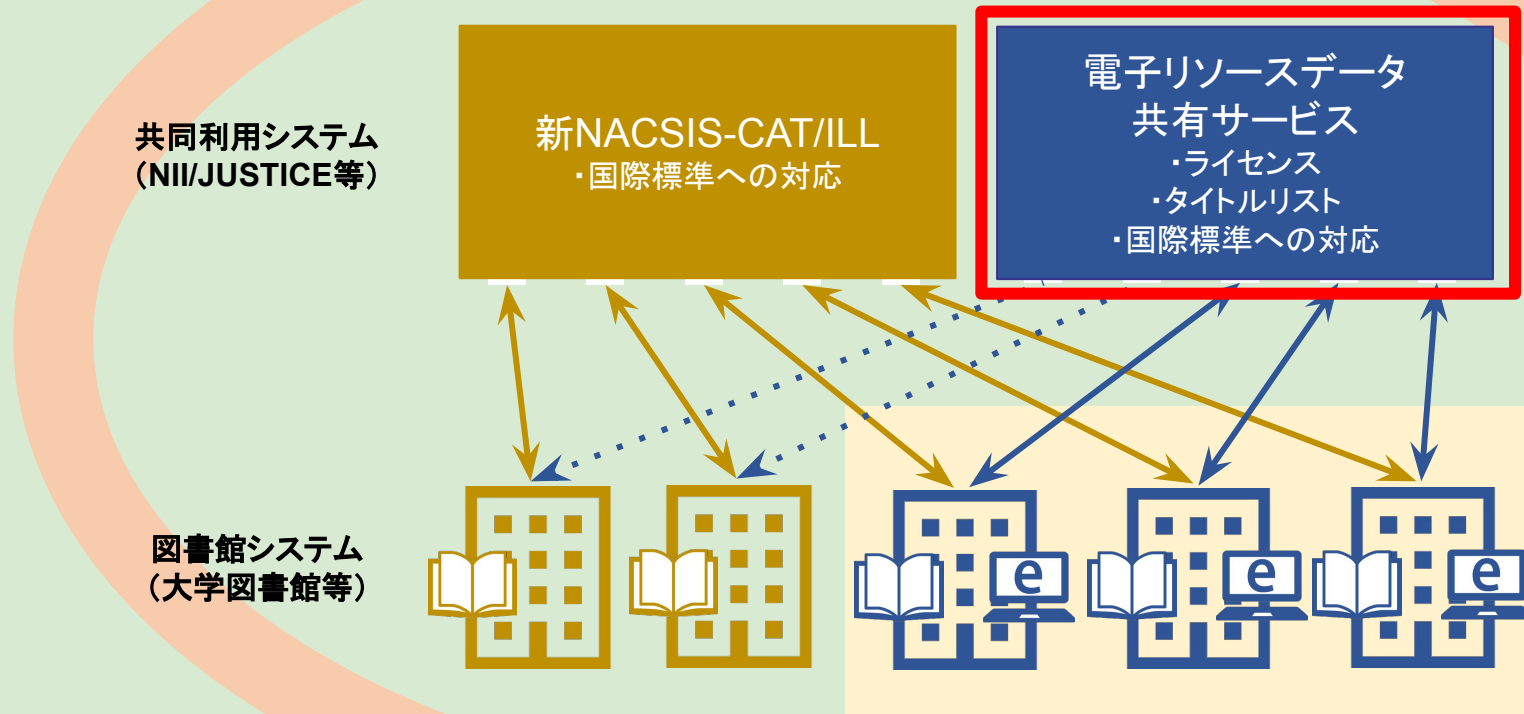 共同利用システム
（NII/JUSTICE等）
新NACSIS-CAT/ILL
・国際標準への対応
電子リソースデータ
共有サービス
・ライセンス
・タイトルリスト
・国際標準への対応
図書館システム
（大学図書館等）
e
e
e